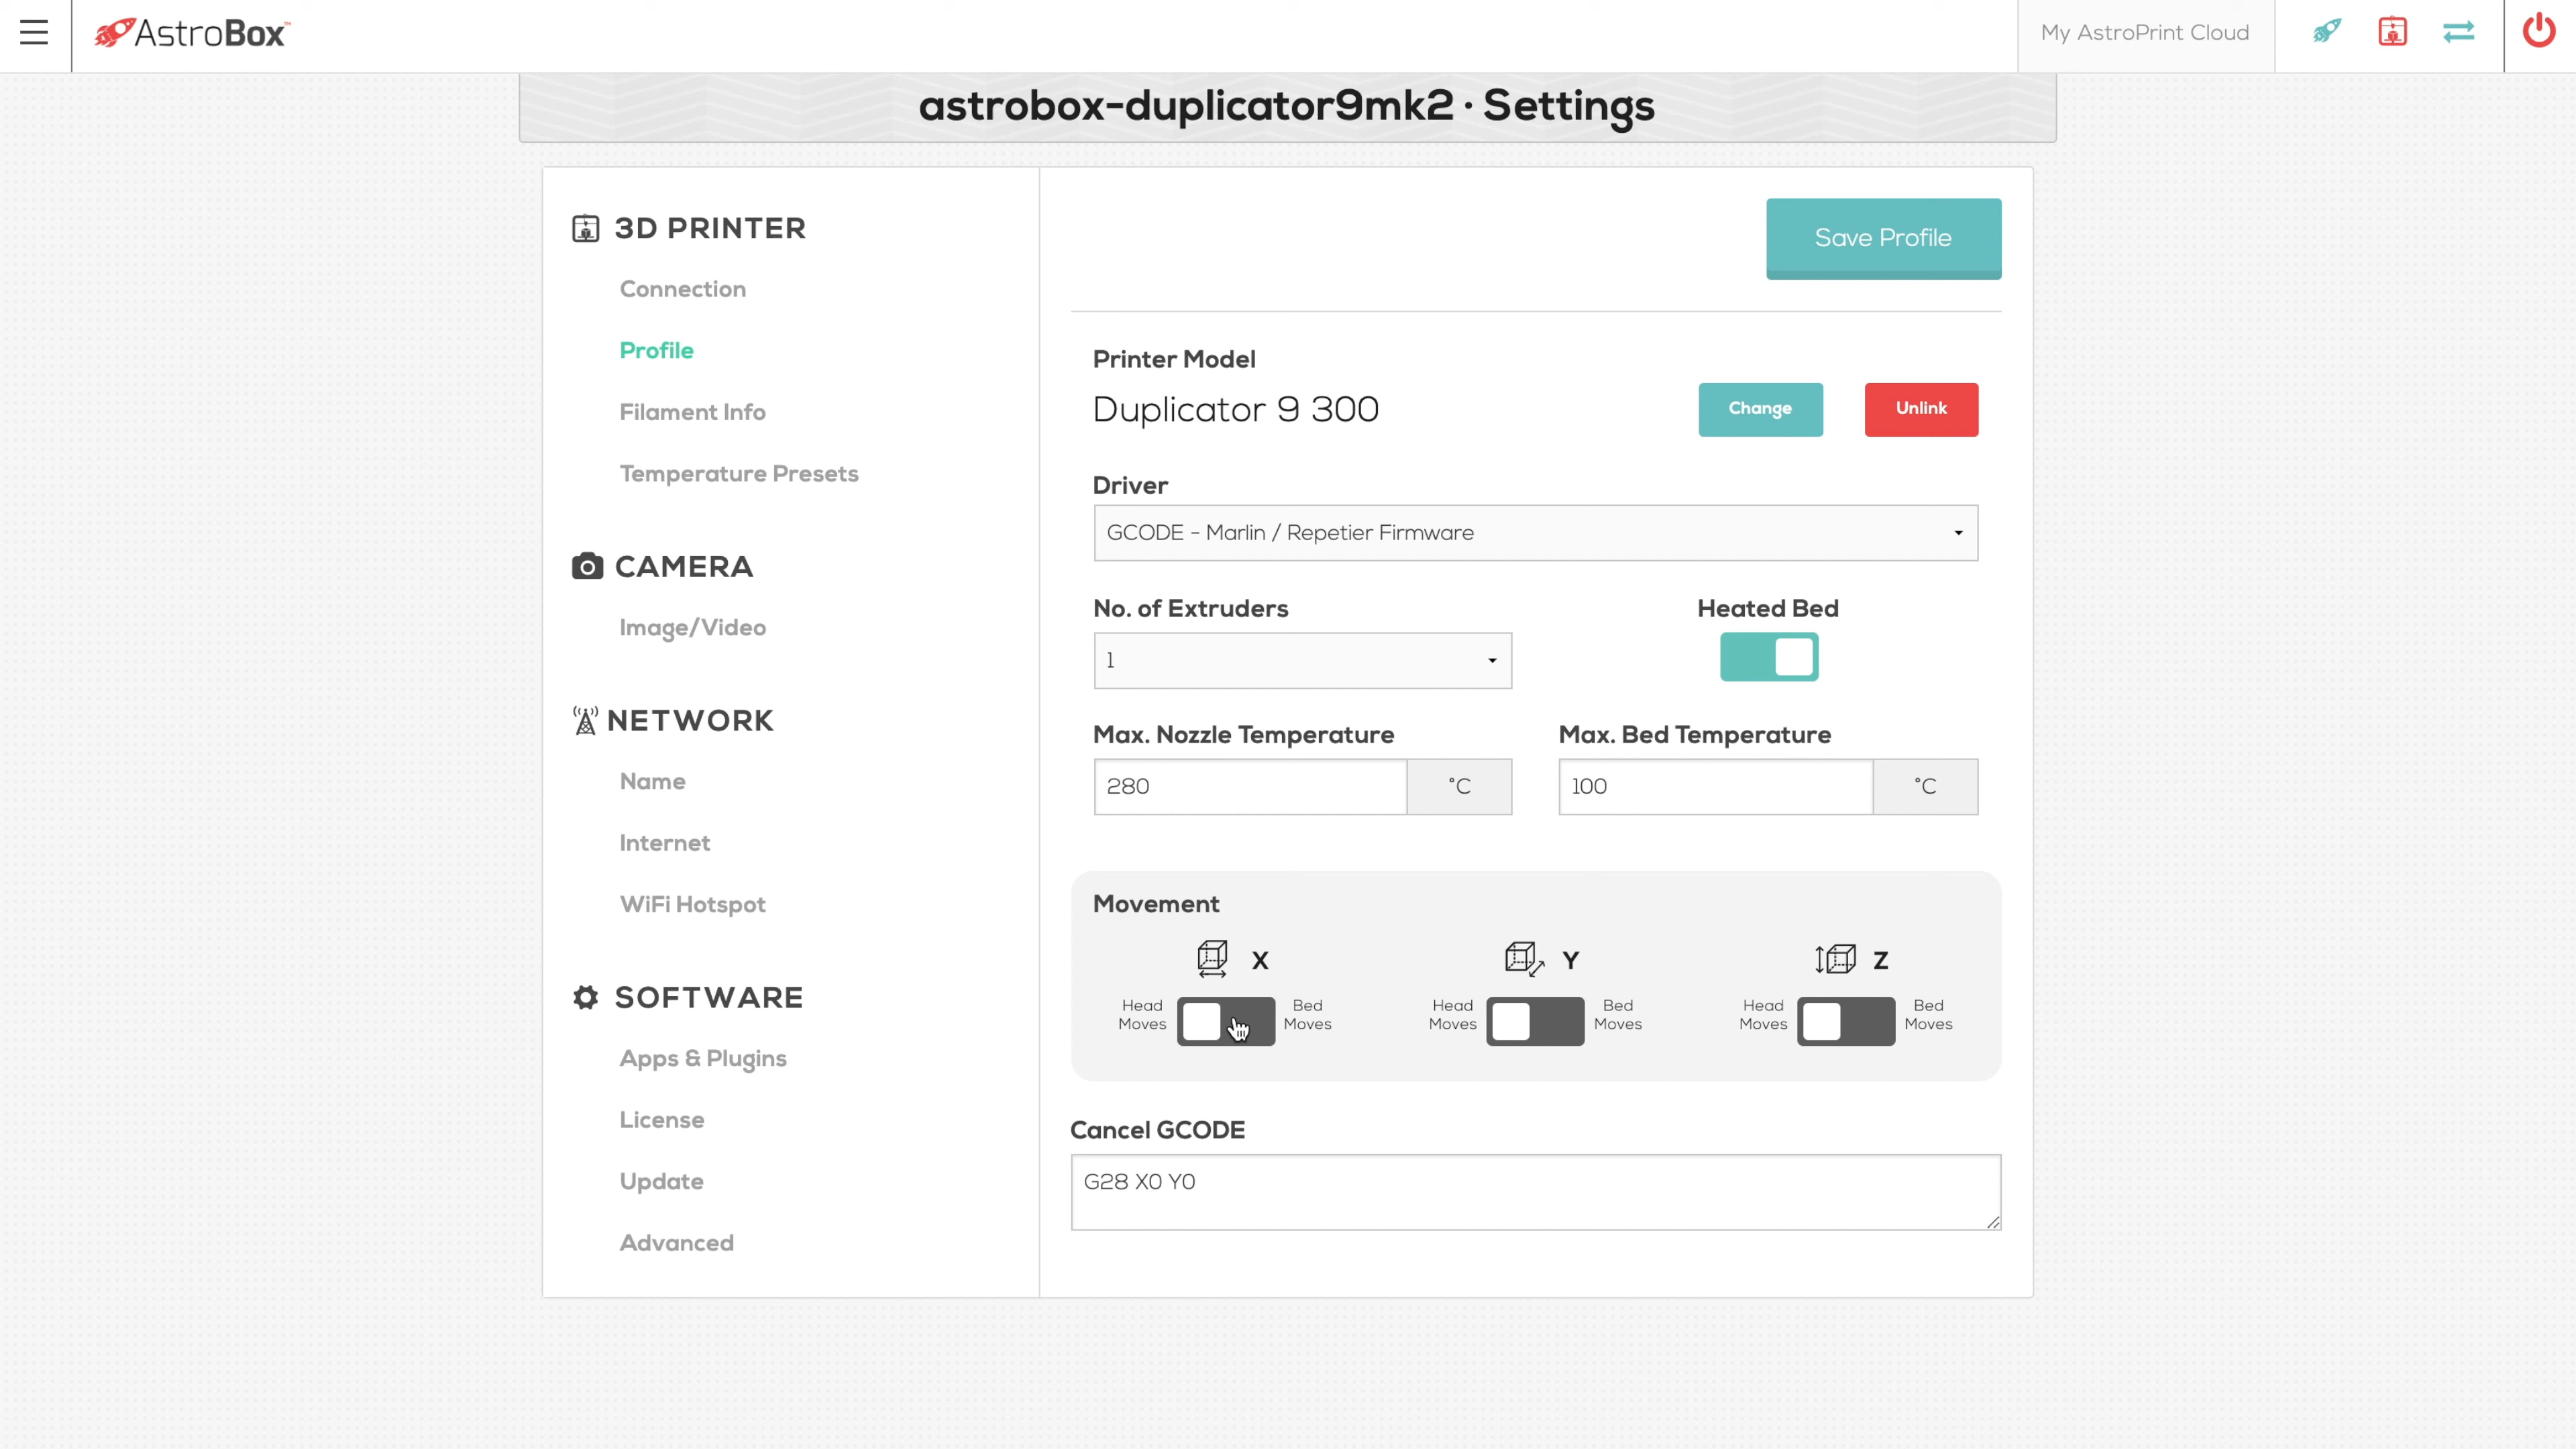 AstroBox™
My AstroPrint Cloud
astrobox-duplicator9mk2 · Settings
3D PRINTER
Connection
Profile
Filament Info
Temperature Presets
CAMERA
Image/Video
NETWORK
Name
Internet
WiFi Hotspot
SOFTWARE
Apps & Plugins
License
Update
Advanced
Save Profile
Printer Model
Duplicator 9 300
Change
Unlink
Driver
GCODE - Marlin / Repetier Firmware
No. of Extruders
Heated Bed
1
Max. Nozzle Temperature
Max. Bed Temperature
280 °C
100 °C
Movement
X
Y
Z
Head Moves
Bed Moves
Head Moves
Bed Moves
Head Moves
Bed Moves
Cancel GCODE
G28 X0 Y0